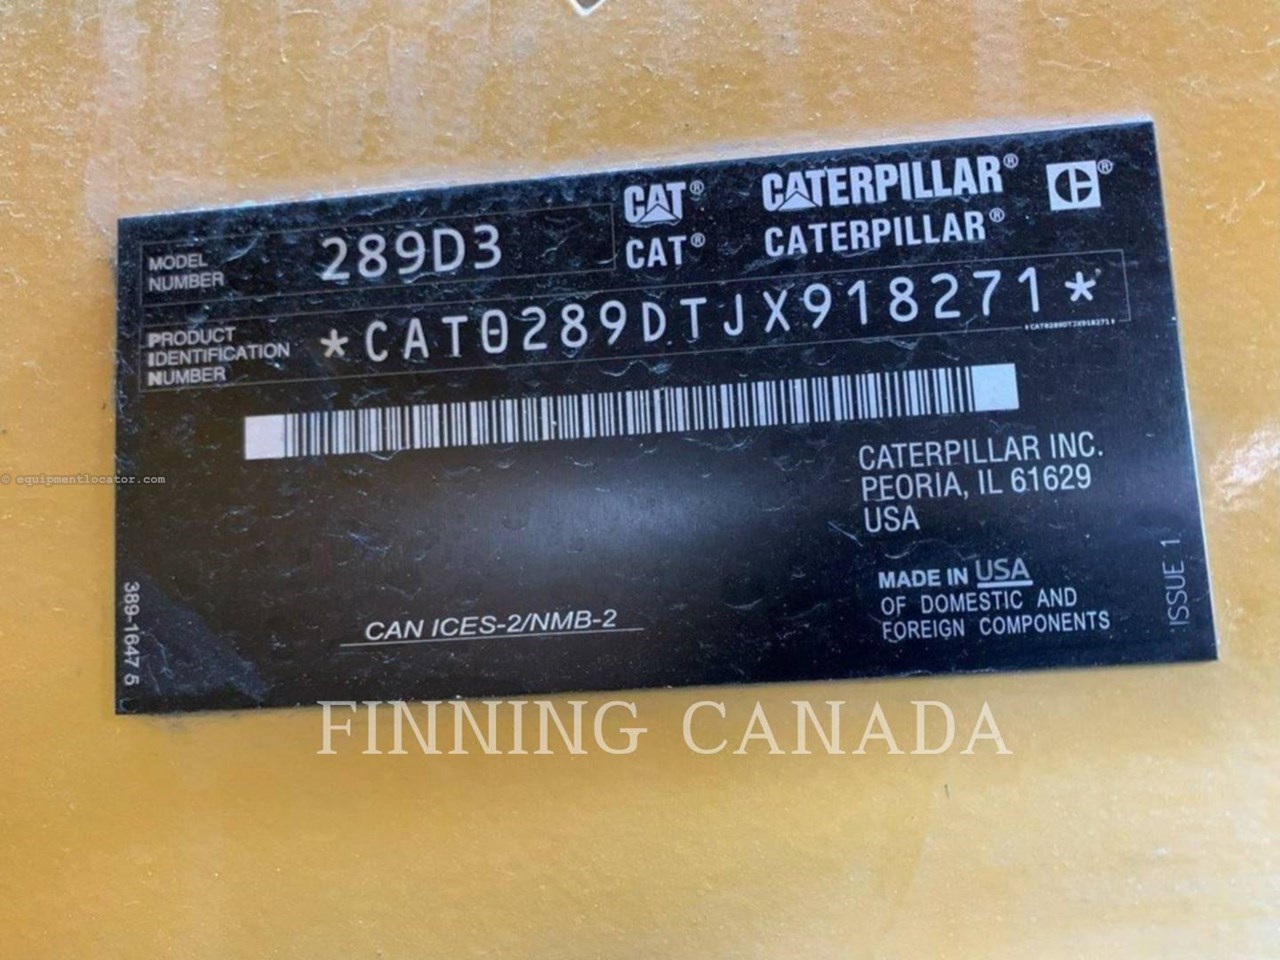 CAT® CATERPILLAR® C®
CAT® CATERPILLAR®
MODEL NUMBER 289D3
PRODUCT IDENTIFICATION NUMBER *CAT0289DTJX918271*
*CAT0289DTJX918271*
CATERPILLAR INC.
PEORIA, IL 61629
USA
MADE IN USA
OF DOMESTIC AND
FOREIGN COMPONENTS
CAN ICES-2/NMB-2
389-1647 5
ISSUE 1
© equipmentlocator.com
FINNING CANADA